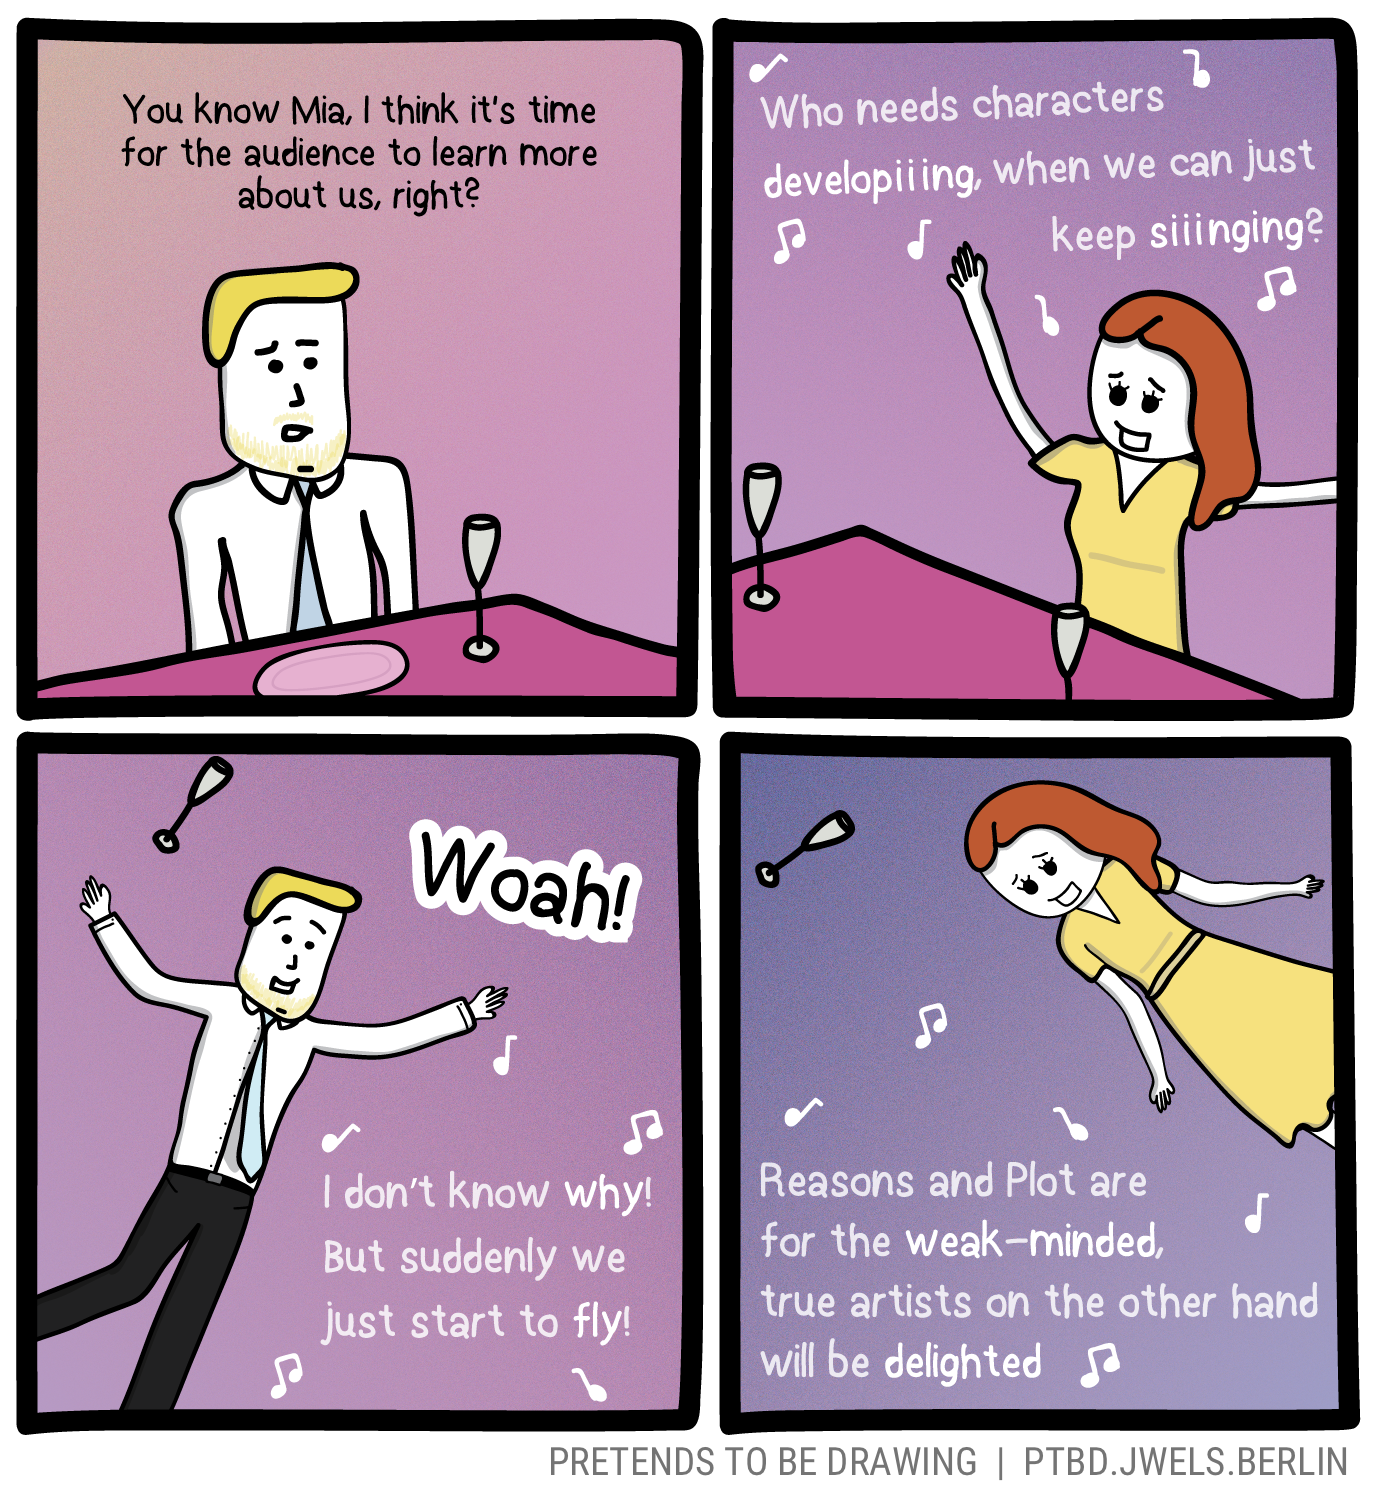 You know Mia, I think it's time
for the audience to learn more
about us, right?
Who needs characters
developiiing, when we can just
keep siiinging?
Woah!
I don't know why!
But suddenly we
just start to fly!
Reasons and Plot are
for the weak-minded,
true artists on the other hand
will be delighted
PRETENDS TO BE DRAWING | PTBD.JWELS.BERLIN